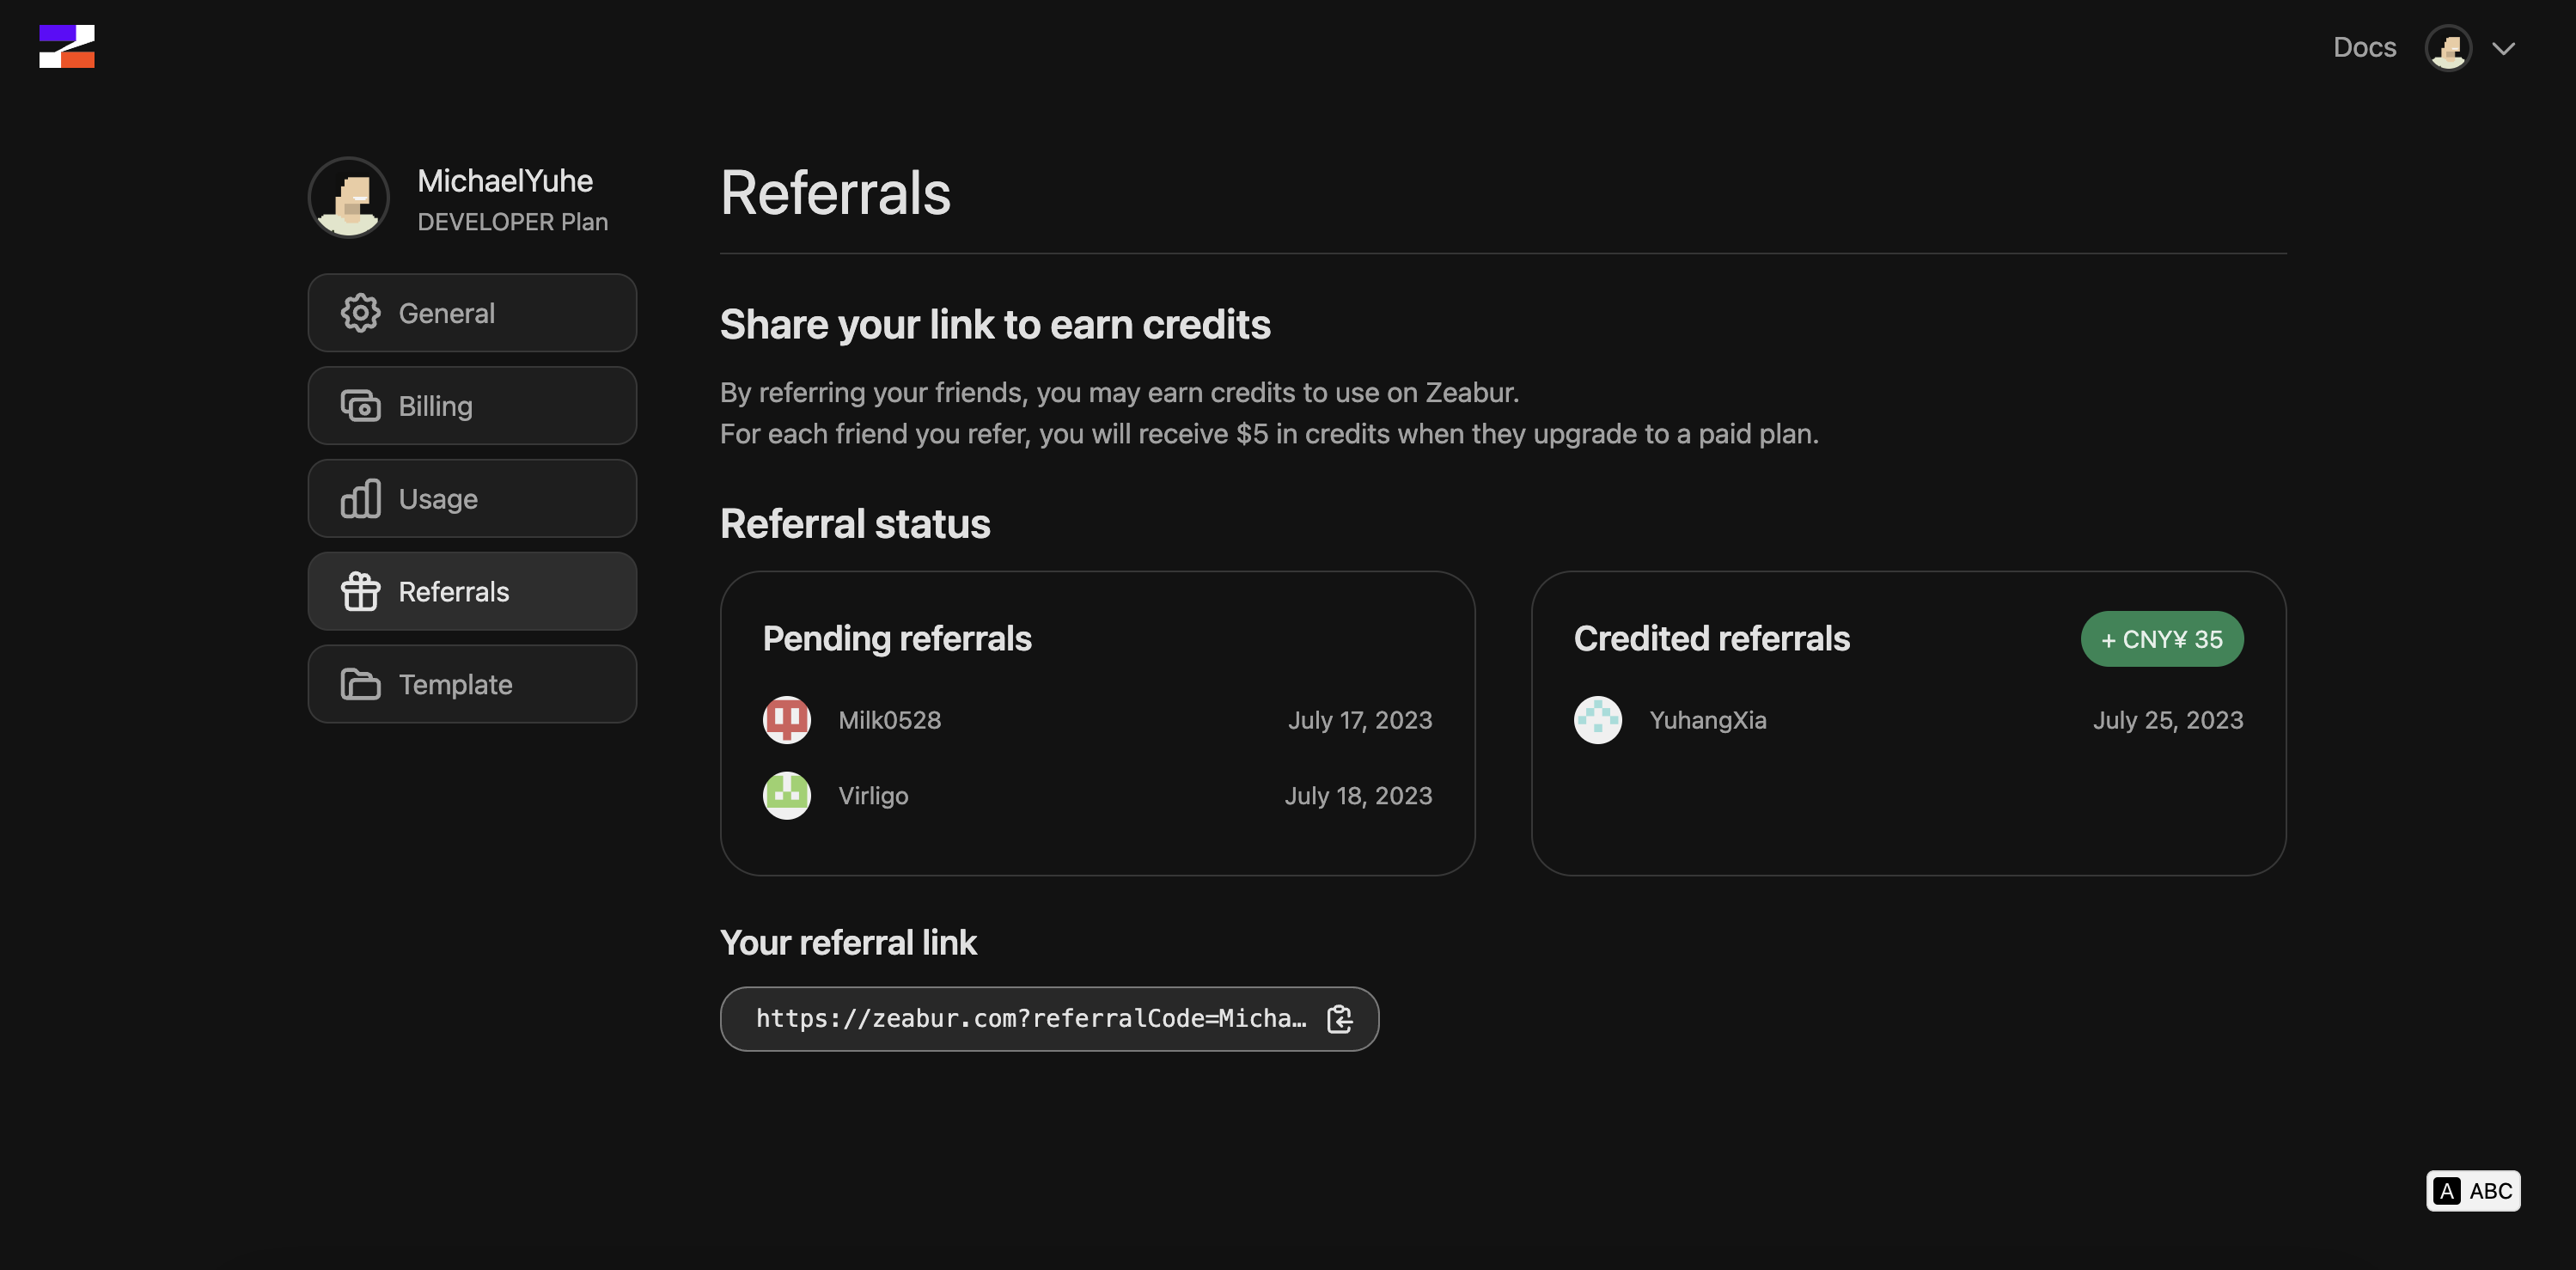 Docs
MichaelYuhe
DEVELOPER Plan
General
Billing
Usage
Referrals
Template
Referrals
Share your link to earn credits
By referring your friends, you may earn credits to use on Zeabur.
For each friend you refer, you will receive $5 in credits when they upgrade to a paid plan.
Referral status
Pending referrals
Milk0528 July 17, 2023
Virligo July 18, 2023
Credited referrals + CNY¥ 35
YuhangXia July 25, 2023
Your referral link
https://zeabur.com?referralCode=Micha…
A ABC